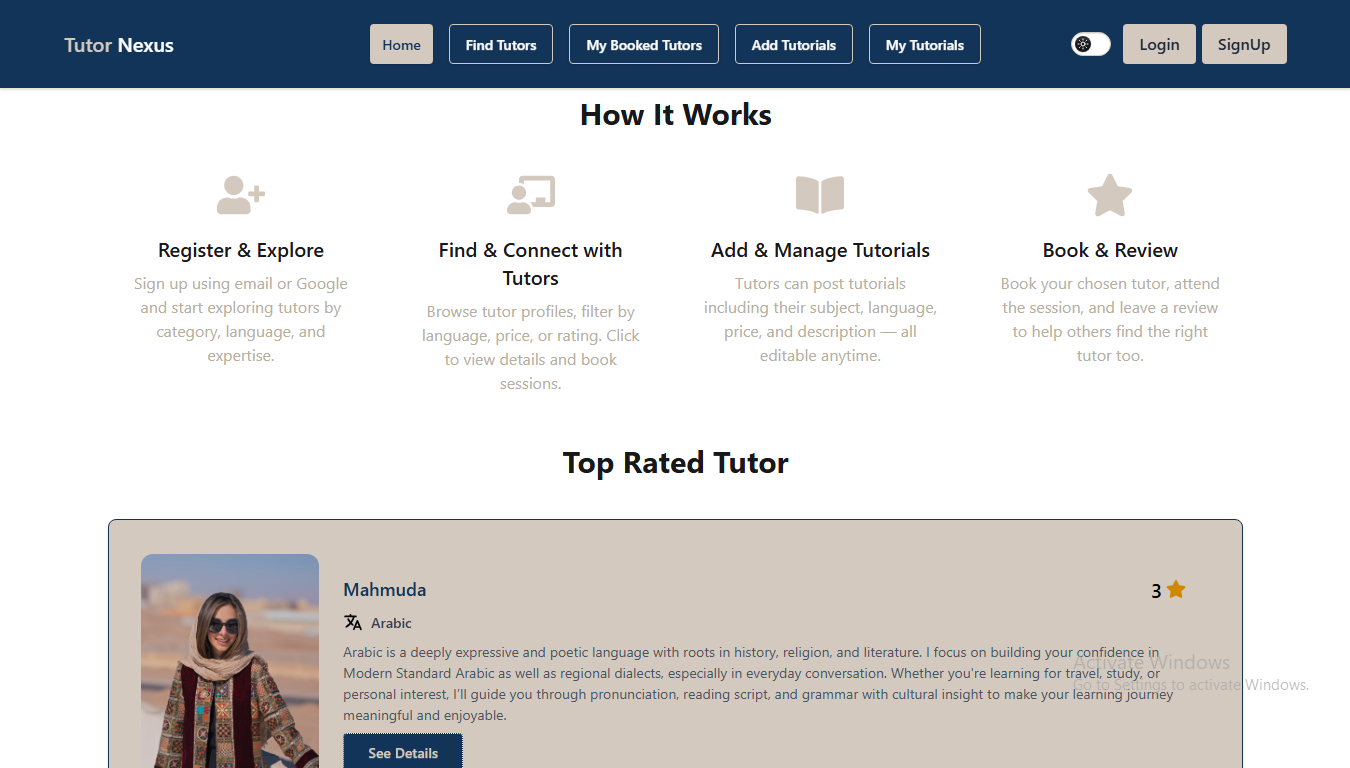 Tutor Nexus
Home
Find Tutors
My Booked Tutors
Add Tutorials
My Tutorials
Login
SignUp
How It Works
Register & Explore
Sign up using email or Google
and start exploring tutors by
category, language, and
expertise.
Find & Connect with
Tutors
Browse tutor profiles, filter by
language, price, or rating. Click
to view details and book
sessions.
Add & Manage Tutorials
Tutors can post tutorials
including their subject, language,
price, and description — all
editable anytime.
Book & Review
Book your chosen tutor, attend
the session, and leave a review
to help others find the right
tutor too.
Top Rated Tutor
Mahmuda
3
Arabic
Arabic is a deeply expressive and poetic language with roots in history, religion, and literature. I focus on building your confidence in
Modern Standard Arabic as well as regional dialects, especially in everyday conversation. Whether you're learning for travel, study, or
personal interest, I'll guide you through pronunciation, reading script, and grammar with cultural insight to make your learning journey
meaningful and enjoyable.
See Details
Activate Windows
Go to Settings to activate Windows.